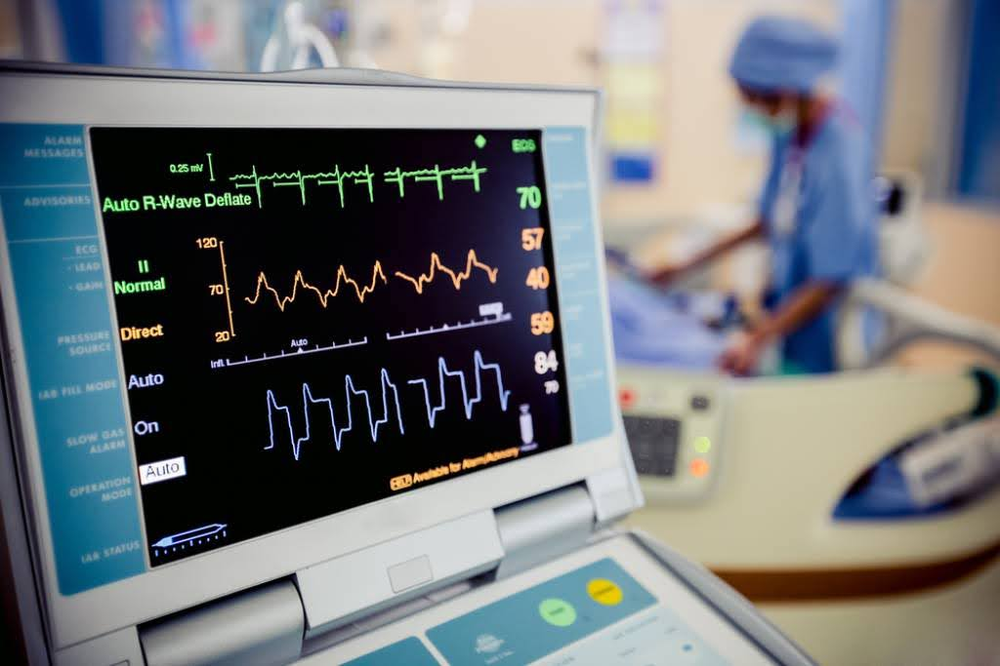 ALARM
MESSAGES
ADVISORIES
ECG
- LEAD
- GAIN
PRESSURE
SOURCE
IAB FILL MODE
SLOW GAS
ALARM
OPERATION
MODE
IAB STATUS
0.25 mV
ECG
Auto R-Wave Deflate
70
II
Normal
120
70
20
57
40
Direct
59
Auto
Infl
Auto
84
70
On
Auto
HELP Available for Alarm/Advisory